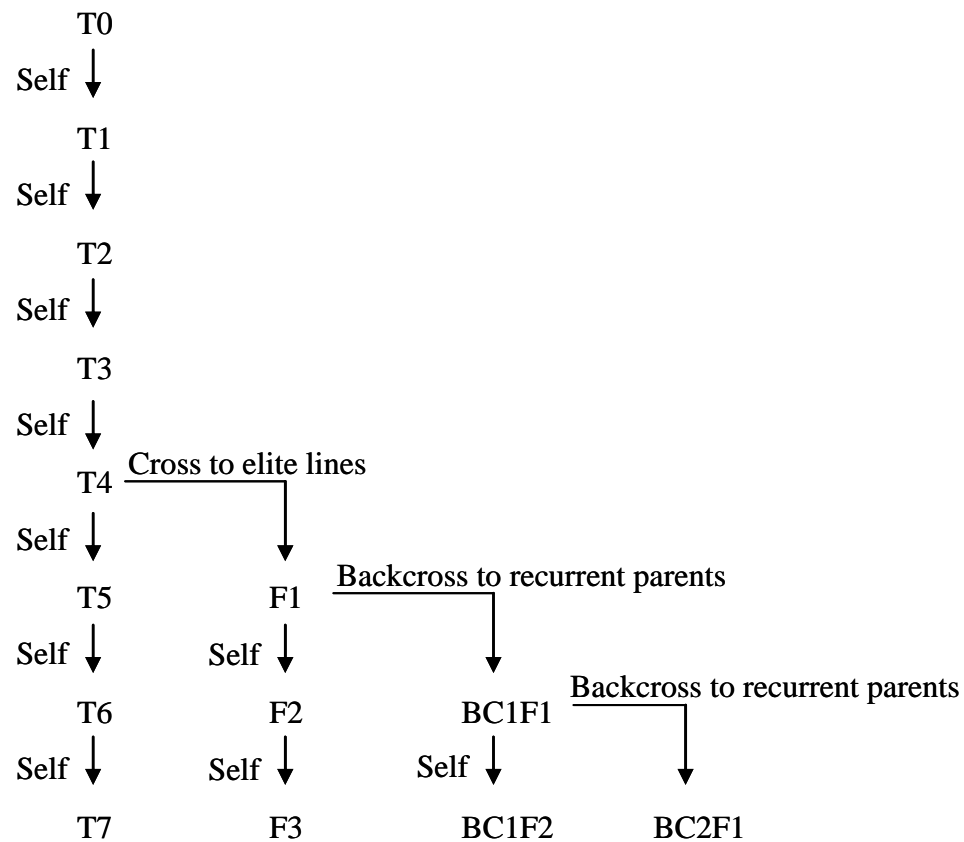 T0
Self
T1
Self
T2
Self
T3
Self
Cross to elite lines
T4
Self
Backcross to recurrent parents
T5 F1
Self Self
Backcross to recurrent parents
T6 F2 BC1F1
Self Self Self
T7 F3 BC1F2 BC2F1